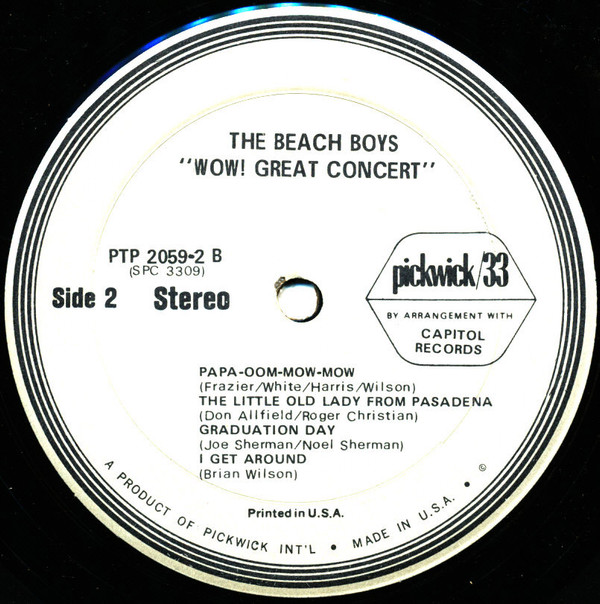 THE BEACH BOYS
"WOW! GREAT CONCERT"
PTP 2059-2 B
(SPC 3309)
Side 2 Stereo
pickwick/33
BY ARRANGEMENT WITH
CAPITOL
RECORDS
PAPA-OOM-MOW-MOW
(Frazier/White/Harris/Wilson)
THE LITTLE OLD LADY FROM PASADENA
(Don Allfield/Roger Christian)
GRADUATION DAY
(Joe Sherman/Noel Sherman)
I GET AROUND
(Brian Wilson)
Printed in U.S.A.
A PRODUCT OF PICKWICK INT'L • MADE IN U.S.A. • ©